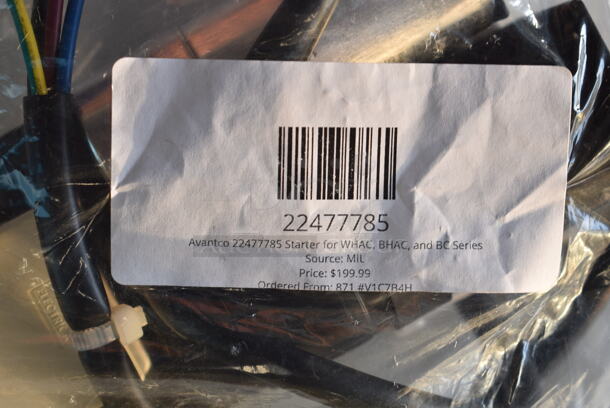 22477785
Avantco 22477785 Starter for WHAC, BHAC, and BC Series
Source: MIL
Price: $199.99
Ordered From: 871 #V1C7B4H